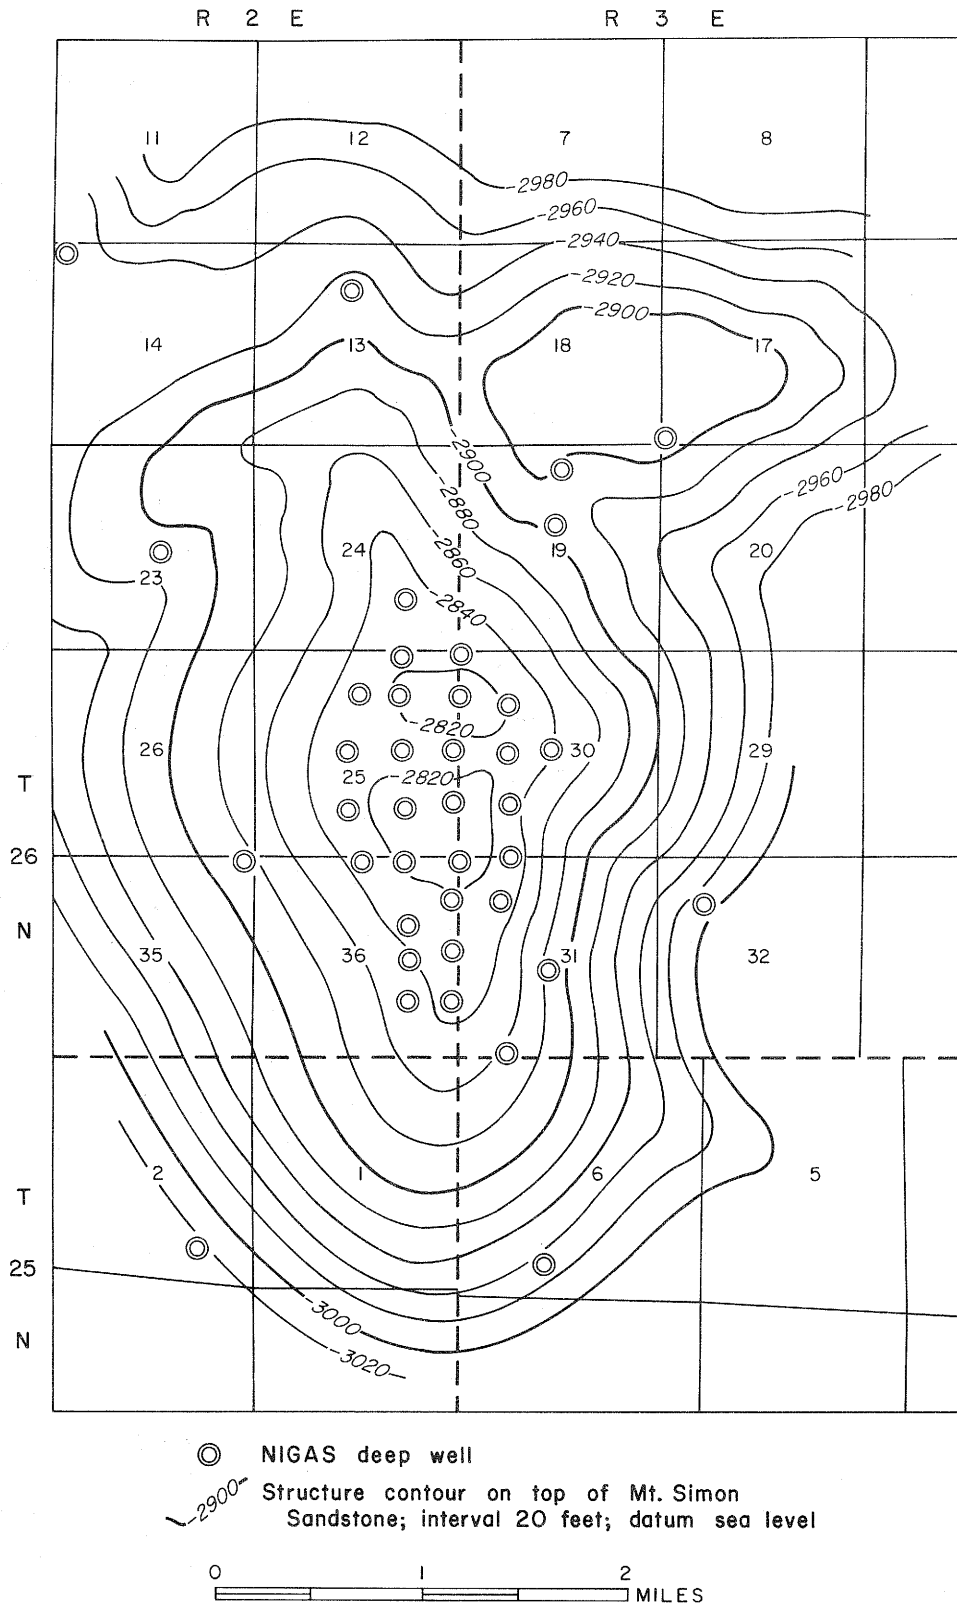 R 2 E R 3 E
11 12 7 8
-2980
-2960
-2940
-2920
-2900
14 13 18 17
-2900
-2880
-2960
-2980
24 19 20
-2860
23
-2840
-2820
26 30 29
25 -2820
T
26
N
35 36 31 32
2 1 6 5
T
25
N
-3000
-3020
NIGAS deep well
-2900- Structure contour on top of Mt. Simon
Sandstone; interval 20 feet; datum sea level
0 1 2
MILES